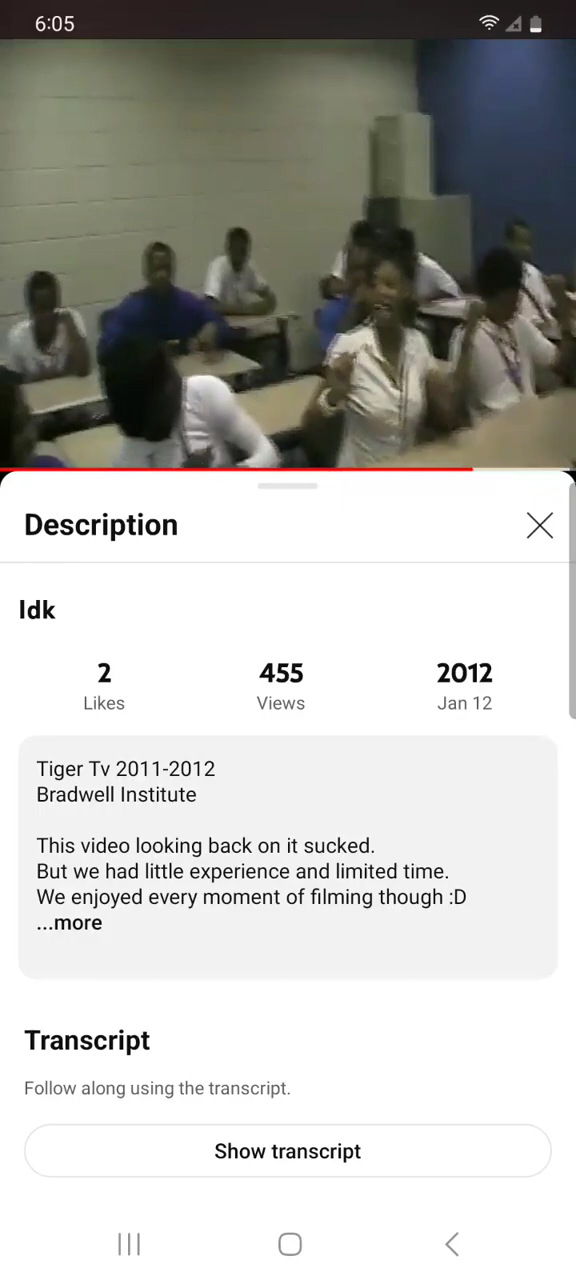 6:05
Description
Idk
2 455 2012
Likes Views Jan 12
Tiger Tv 2011-2012
Bradwell Institute
This video looking back on it sucked.
But we had little experience and limited time.
We enjoyed every moment of filming though :D
...more
Transcript
Follow along using the transcript.
Show transcript